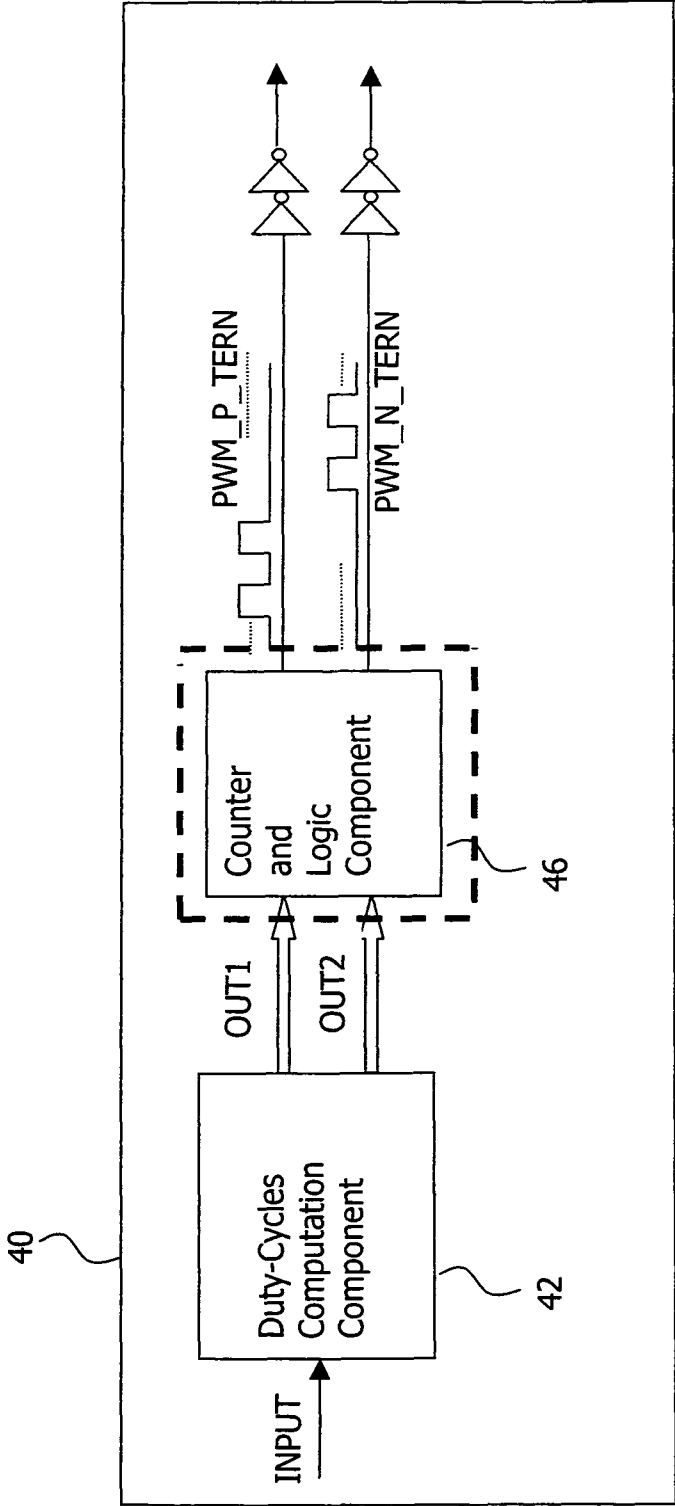 40
INPUT
Duty-Cycles
Computation
Component
42
OUT1
OUT2
Counter
and
Logic
Component
46
PWM_P_TERN
PWM_N_TERN